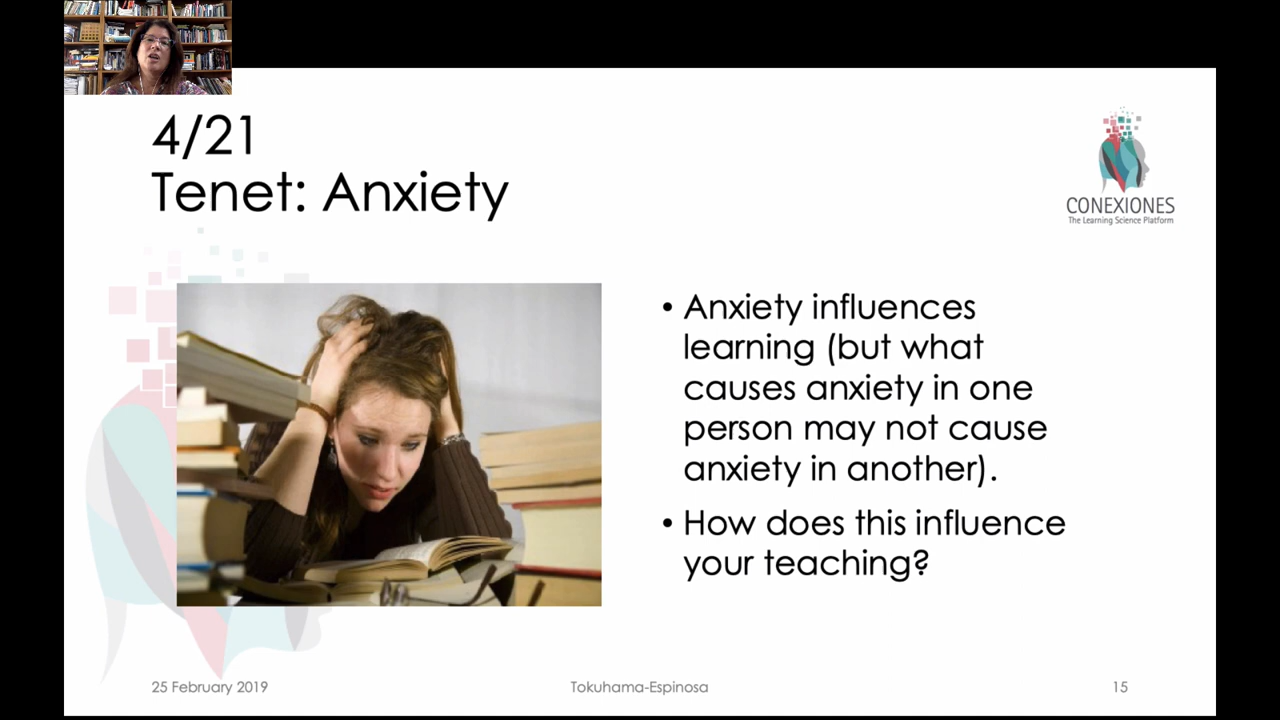 4/21
Tenet: Anxiety
CONEXIONES
The Learning Science Platform
• Anxiety influences
learning (but what
causes anxiety in one
person may not cause
anxiety in another).
• How does this influence
your teaching?
25 February 2019
Tokuhama-Espinosa
15